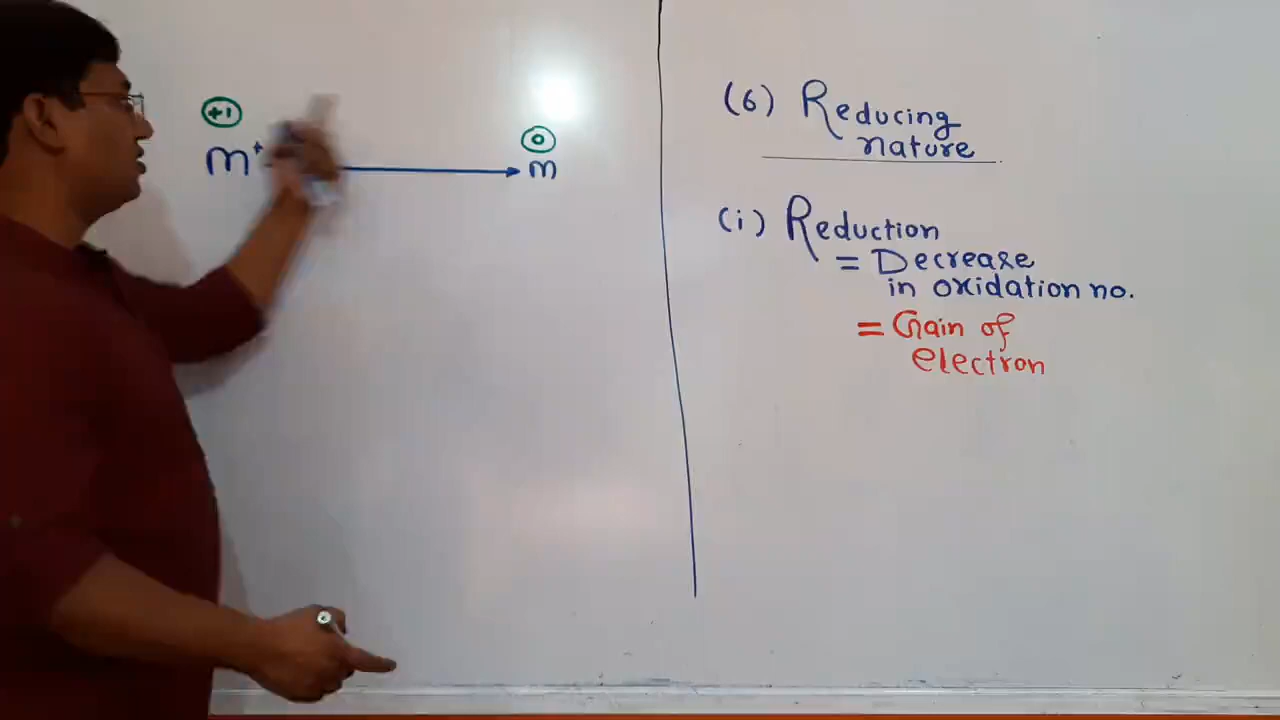 +1
0
m+
m
(6) Reducing
nature
(i) Reduction
= Decrease
in oxidation no.
= Gain of
electron